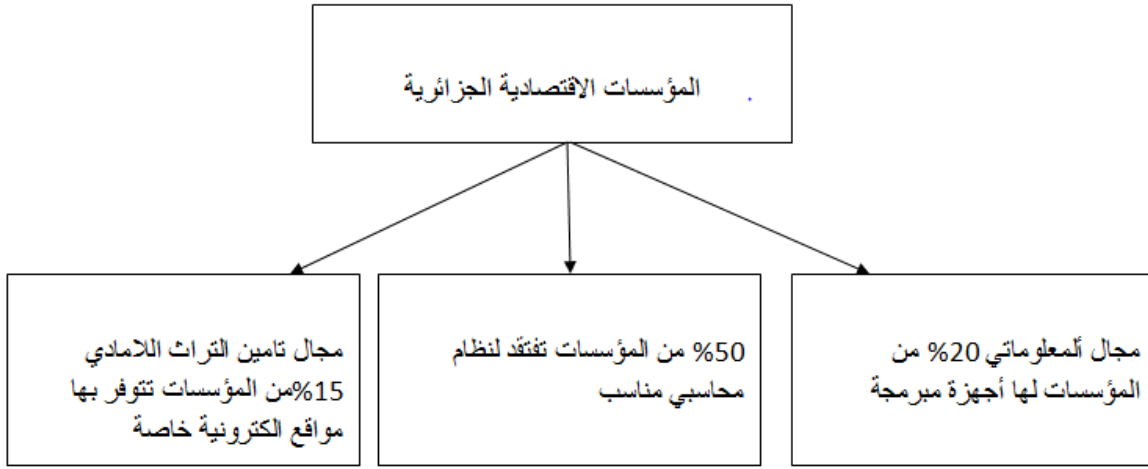 المؤسسات الاقتصادية الجزائرية
مجال ألمعلوماتي 20% من
المؤسسات لها أجهزة مبرمجة
50% من المؤسسات تفتقد لنظام
محاسبي مناسب
مجال تامين التراث اللامادي
15%من المؤسسات تتوفر بها
مواقع الكترونية خاصة